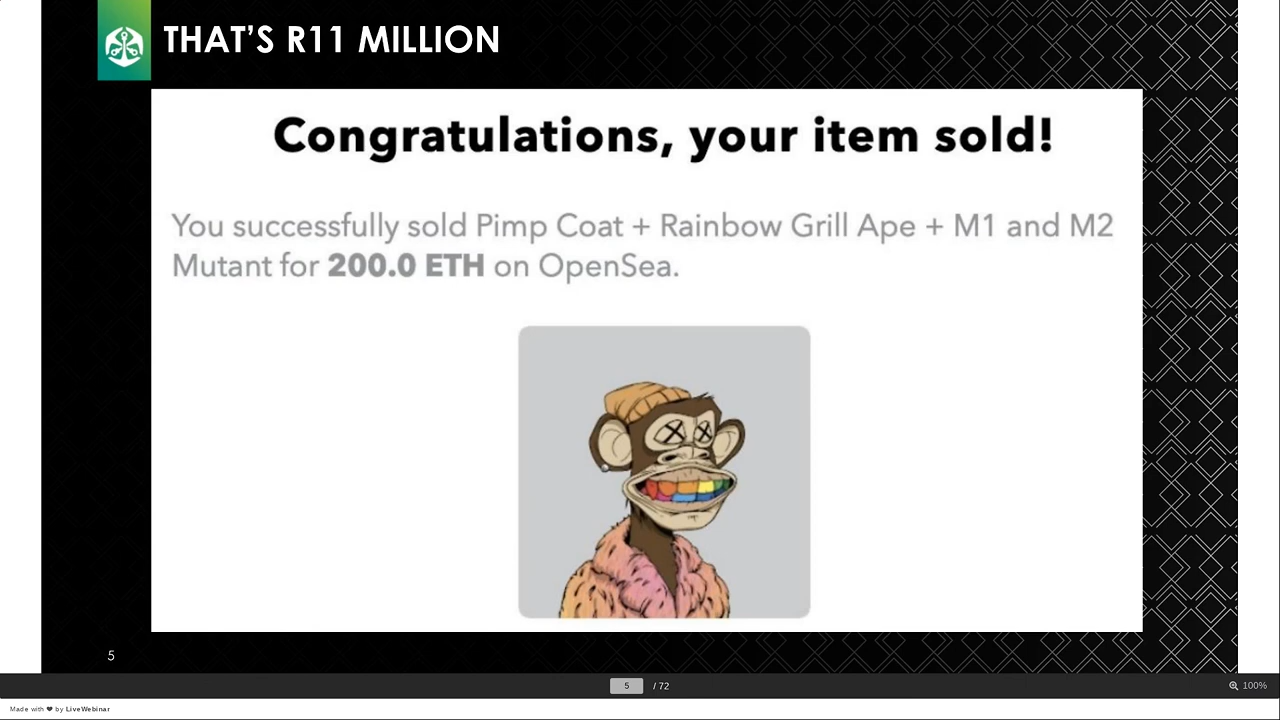 THAT'S R11 MILLION
Congratulations, your item sold!
You successfully sold Pimp Coat + Rainbow Grill Ape + M1 and M2
Mutant for 200.0 ETH on OpenSea.
5
5 / 72
100%
Made with ❤ by LiveWebinar